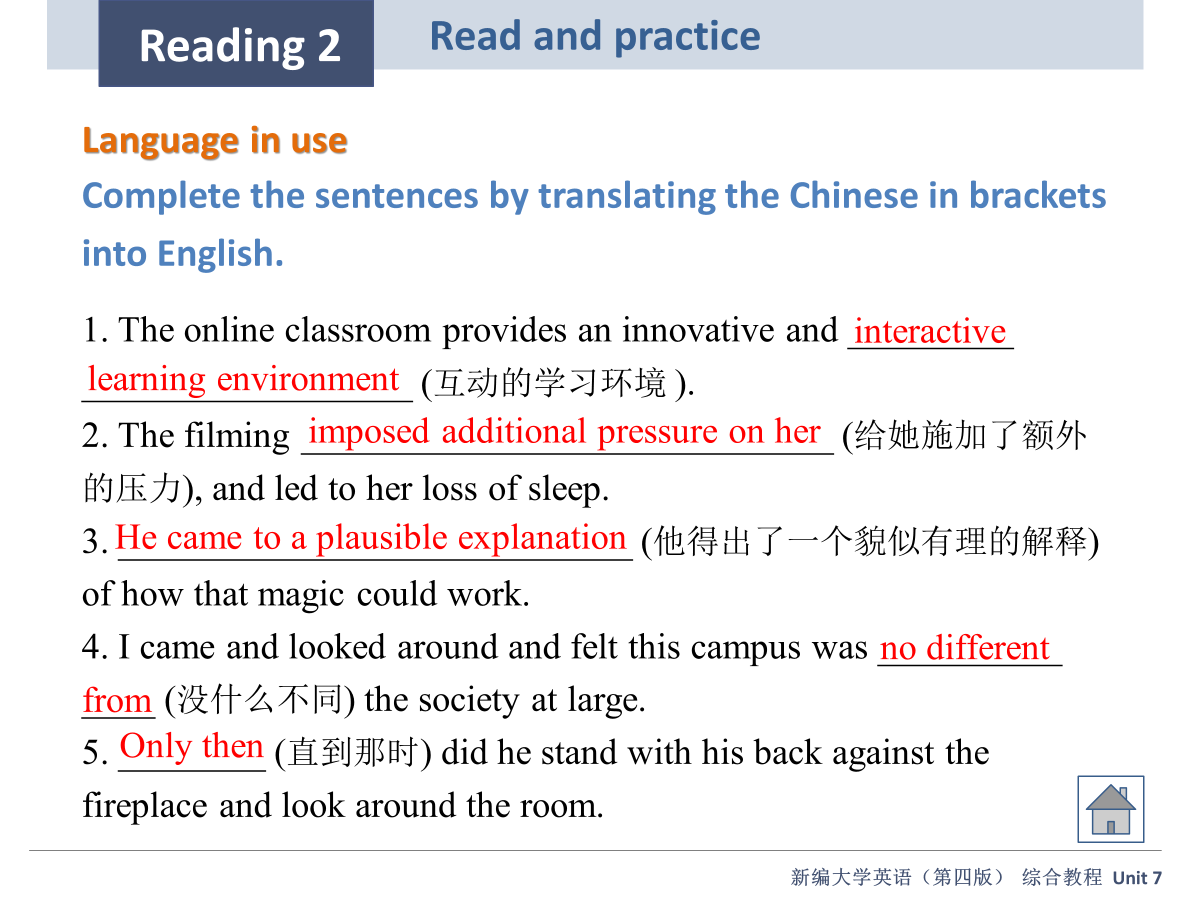 Reading 2
Read and practice
Language in use
Complete the sentences by translating the Chinese in brackets
into English.
1. The online classroom provides an innovative and interactive
learning environment (互动的学习环境 ).
2. The filming imposed additional pressure on her (给她施加了额外
的压力), and led to her loss of sleep.
3. He came to a plausible explanation (他得出了一个貌似有理的解释)
of how that magic could work.
4. I came and looked around and felt this campus was no different
from (没什么不同) the society at large.
5. Only then (直到那时) did he stand with his back against the
fireplace and look around the room.
新编大学英语（第四版） 综合教程 Unit 7